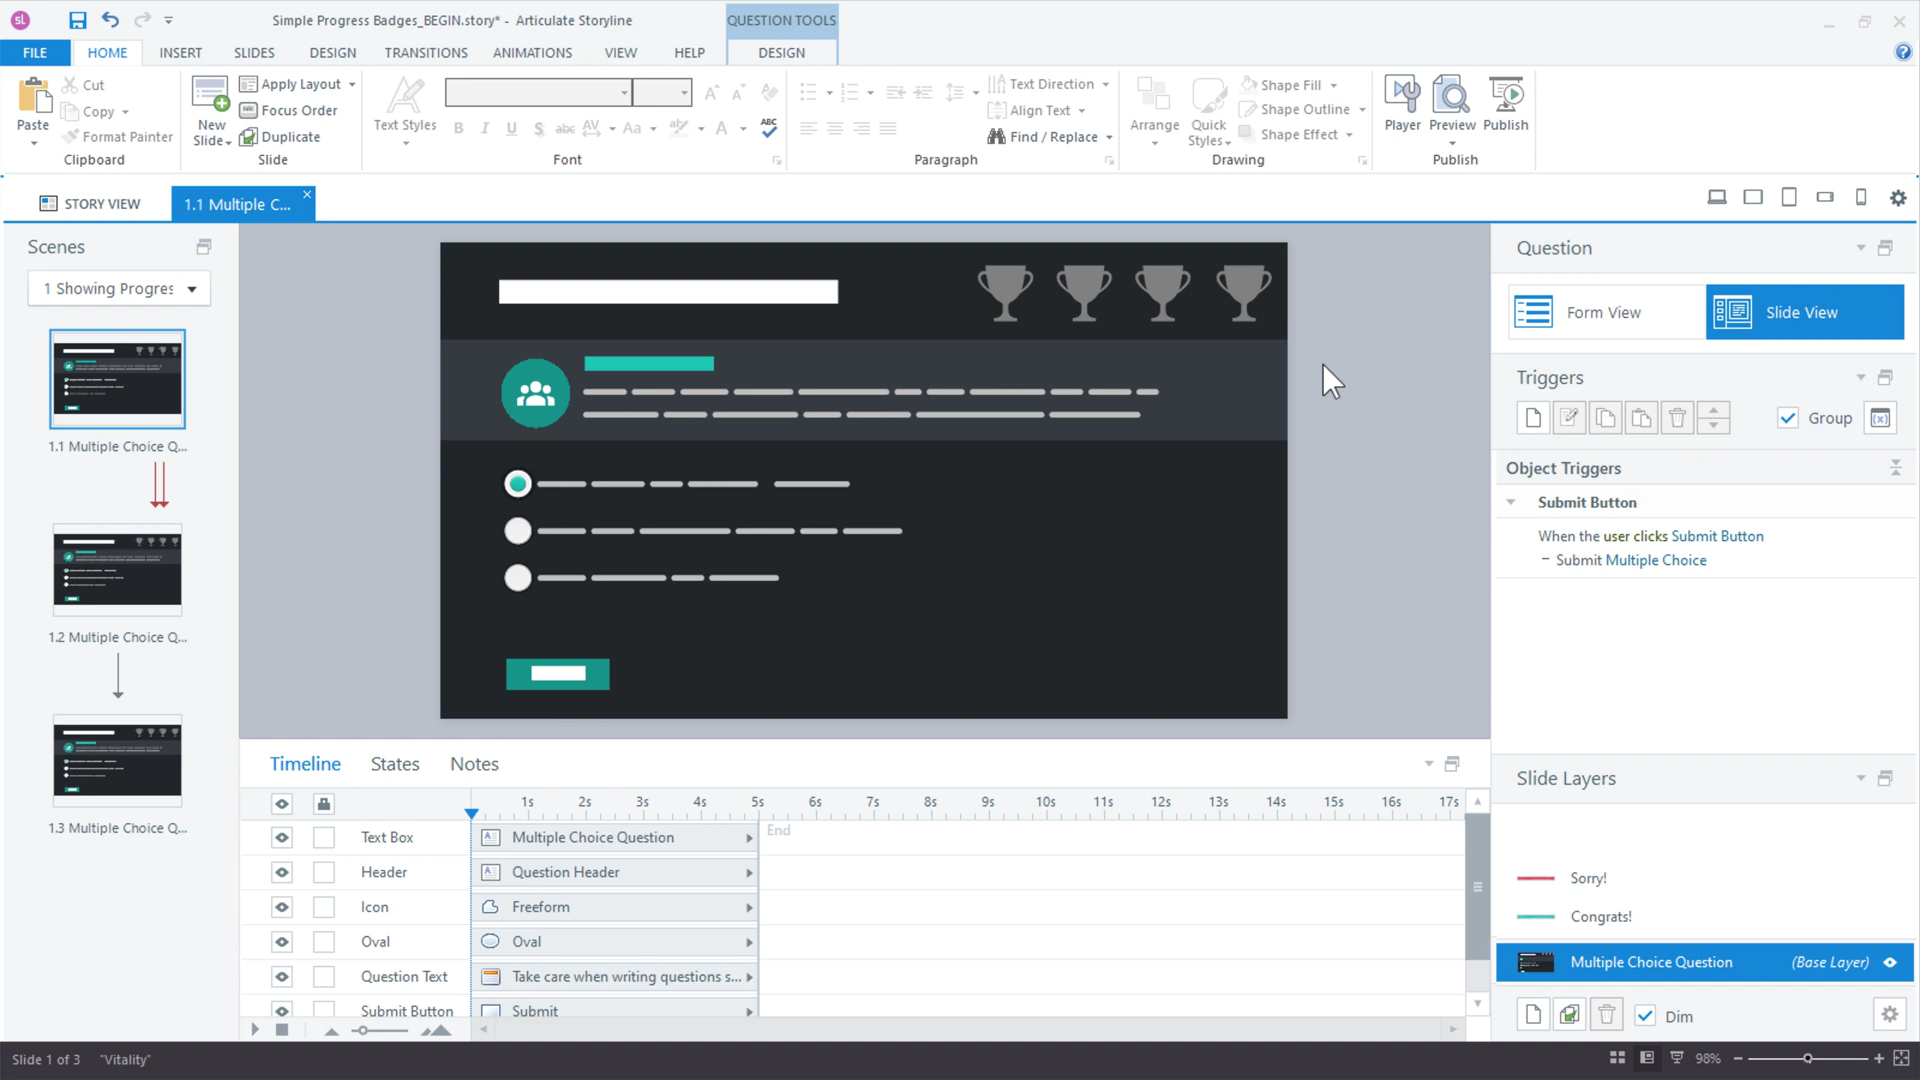 sl
Simple Progress Badges_BEGIN.story* - Articulate Storyline
QUESTION TOOLS
FILE HOME INSERT SLIDES DESIGN TRANSITIONS ANIMATIONS VIEW HELP DESIGN
Paste
Cut
Copy
Format Painter
Clipboard
New Slide
Apply Layout
Focus Order
Duplicate
Slide
Text Styles
B I U S abc AV Aa ab A ABC
Font
Text Direction
Align Text
Find / Replace
Paragraph
Arrange
Quick Styles
Shape Fill
Shape Outline
Shape Effect
Drawing
Player
Preview
Publish
Publish
STORY VIEW
1.1 Multiple C...
Scenes
1 Showing Progres
1.1 Multiple Choice Q...
1.2 Multiple Choice Q...
1.3 Multiple Choice Q...
Question
Form View
Slide View
Triggers
Group
Object Triggers
Submit Button
When the user clicks Submit Button
– Submit Multiple Choice
Timeline States Notes
1s 2s 3s 4s 5s 6s 7s 8s 9s 10s 11s 12s 13s 14s 15s 16s 17s
End
Text Box Multiple Choice Question
Header Question Header
Icon Freeform
Oval Oval
Question Text Take care when writing questions s...
Submit Button Submit
Slide Layers
Sorry!
Congrats!
Multiple Choice Question (Base Layer)
Dim
Slide 1 of 3 "Vitality"
98%